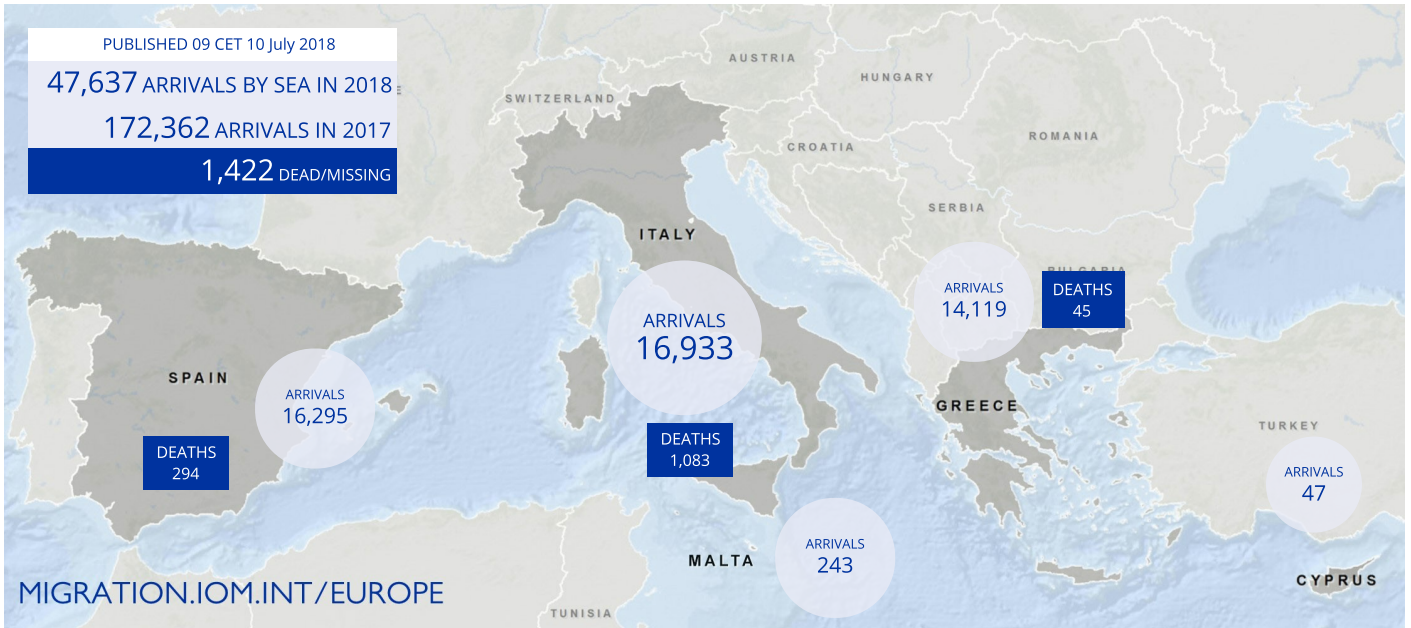 PUBLISHED 09 CET 10 July 2018
47,637 ARRIVALS BY SEA IN 2018
172,362 ARRIVALS IN 2017
1,422 DEAD/MISSING
AUSTRIA
HUNGARY
SWITZERLAND
ROMANIA
CROATIA
SERBIA
ITALY
BULGARIA
ARRIVALS
14,119
DEATHS
45
ARRIVALS
16,933
SPAIN
ARRIVALS
16,295
GREECE
TURKEY
DEATHS
294
DEATHS
1,083
ARRIVALS
47
ARRIVALS
243
MALTA
CYPRUS
MIGRATION.IOM.INT/EUROPE
TUNISIA